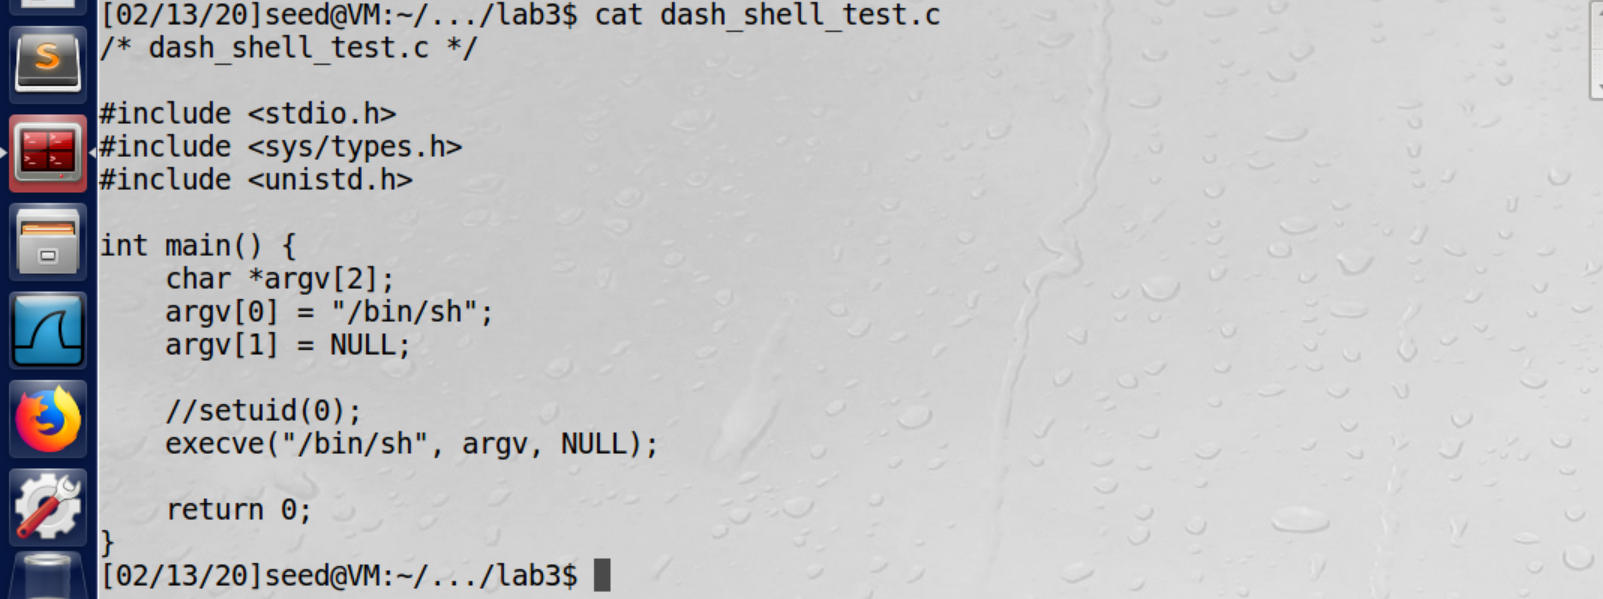 [02/13/20]seed@VM:~/.../lab3$ cat dash_shell_test.c
/* dash_shell_test.c */

#include <stdio.h>
#include <sys/types.h>
#include <unistd.h>

int main() {
    char *argv[2];
    argv[0] = "/bin/sh";
    argv[1] = NULL;

    //setuid(0);
    execve("/bin/sh", argv, NULL);

    return 0;
}
[02/13/20]seed@VM:~/.../lab3$